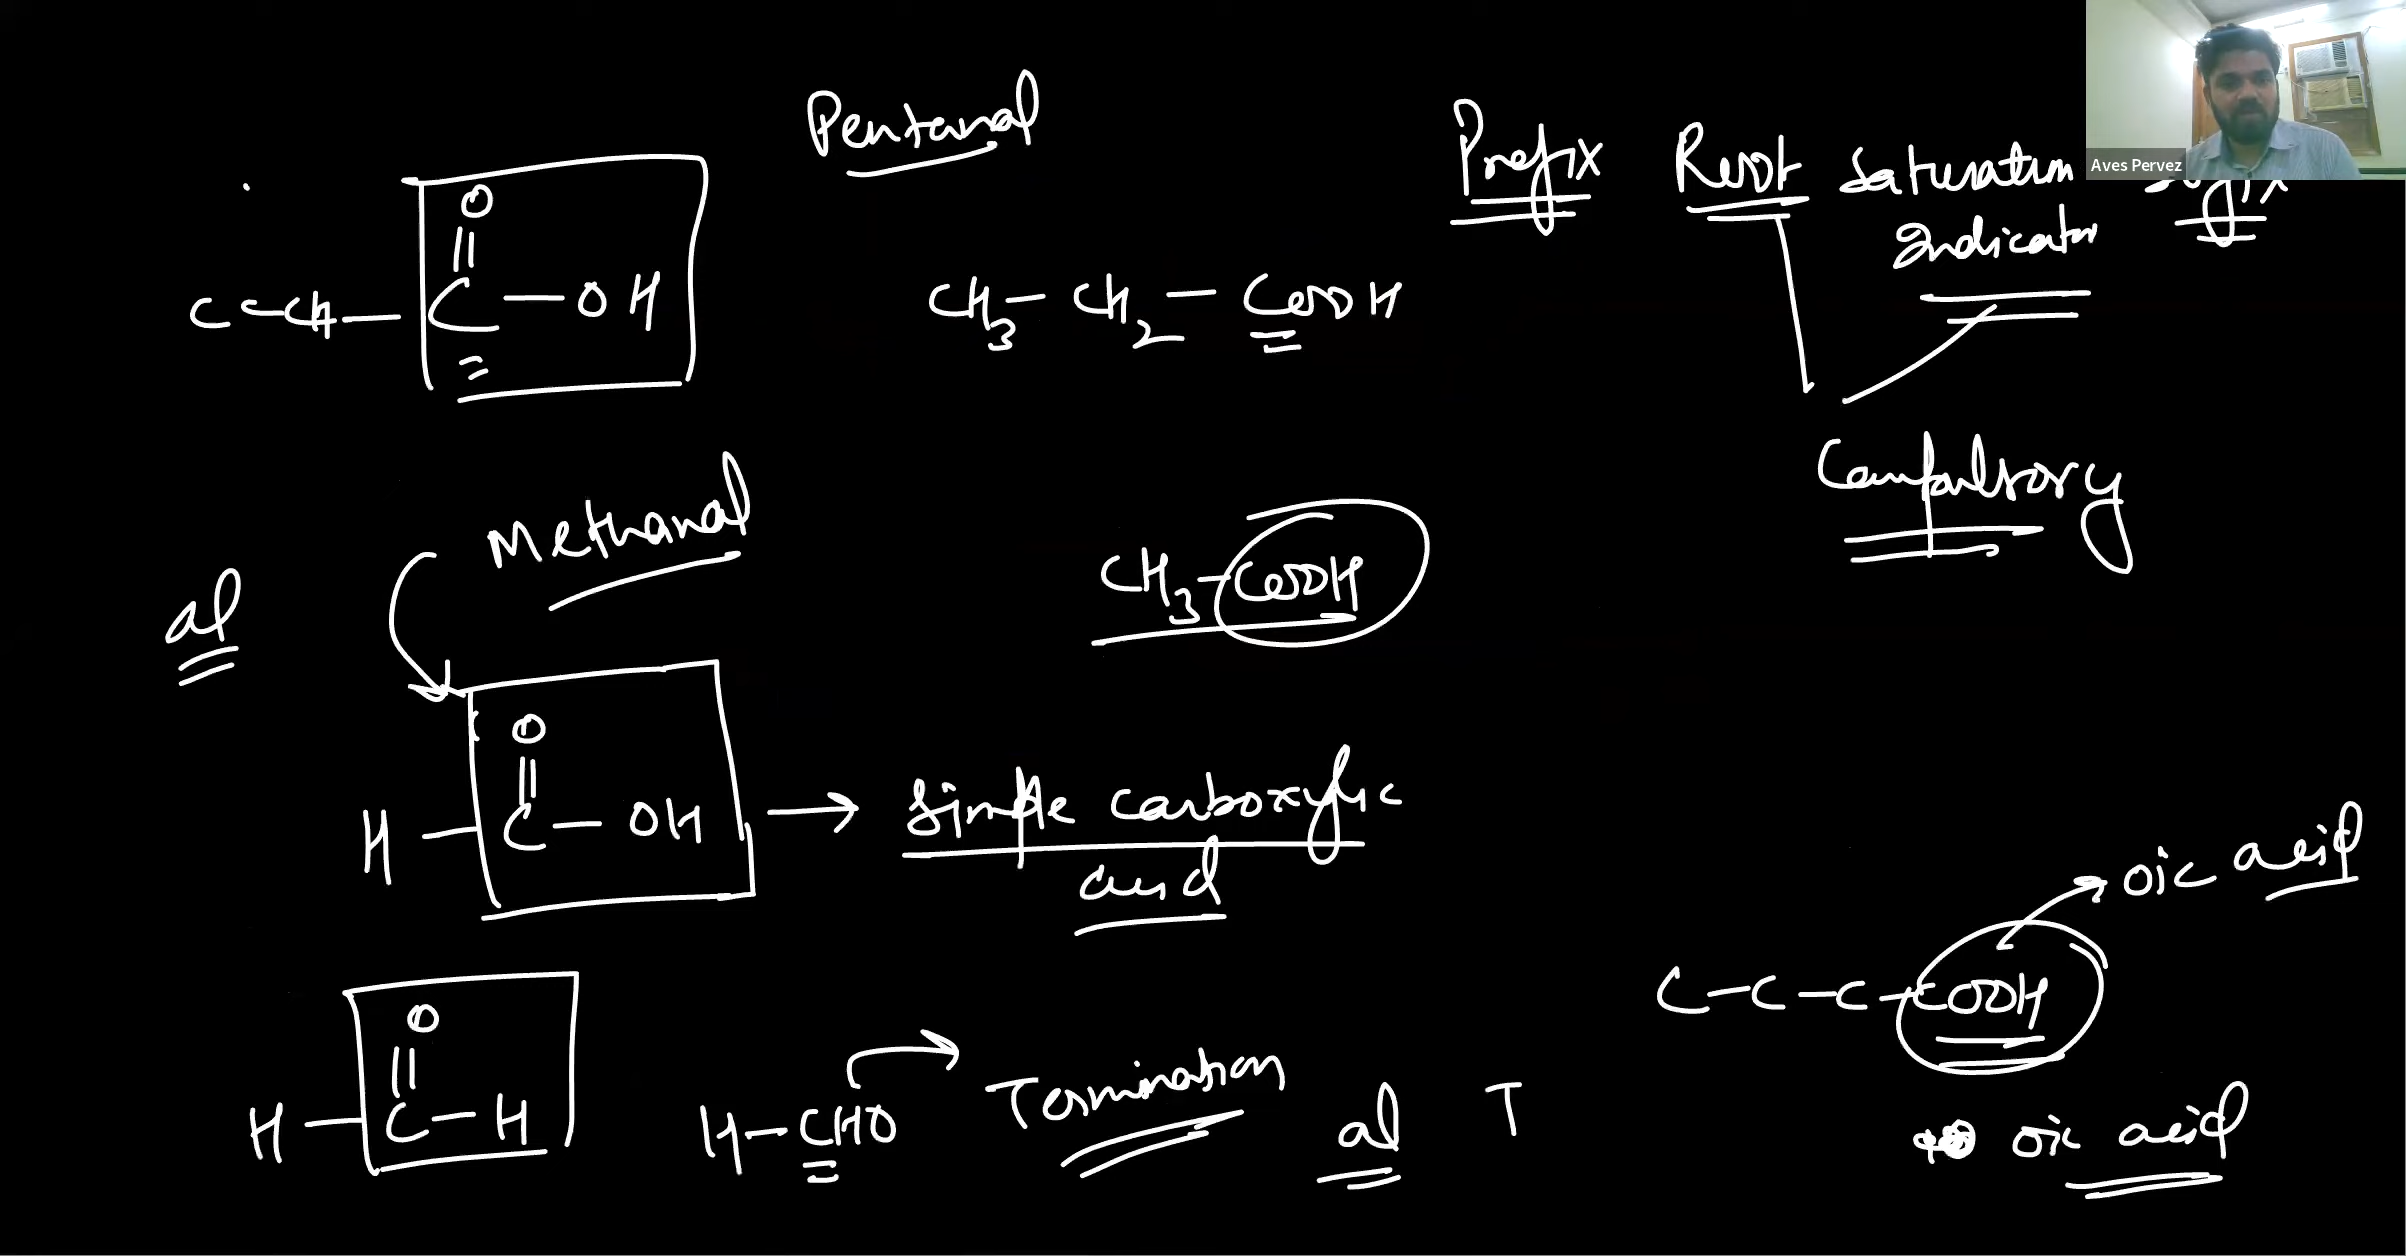 Pentanal
Prefix Root Saturation Suffix
Indicator
Aves Pervez
O
||
C-C-CH-C-OH
CH3-CH2-COOH
Compulsory
Methanal
al
CH3-COOH
O
||
H-C-OH → Simple carboxylic
acid
oic acid
C-C-C-COOH
O
||
H-C-H
H-CHO
Termination
al
T
oic acid